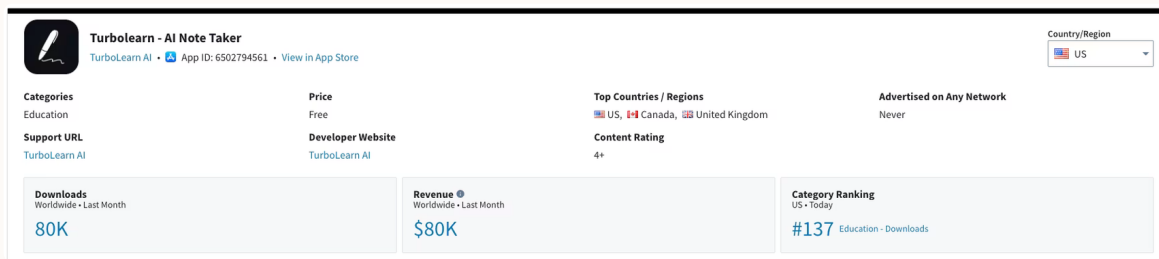 Turbolearn - AI Note Taker
TurboLearn AI • App ID: 6502794561 • View in App Store
Country/Region
US
Categories
Education
Price
Free
Top Countries / Regions
US, Canada, United Kingdom
Advertised on Any Network
Never
Support URL
TurboLearn AI
Developer Website
TurboLearn AI
Content Rating
4+
Downloads
Worldwide • Last Month
80K
Revenue
Worldwide • Last Month
$80K
Category Ranking
US • Today
#137 Education - Downloads